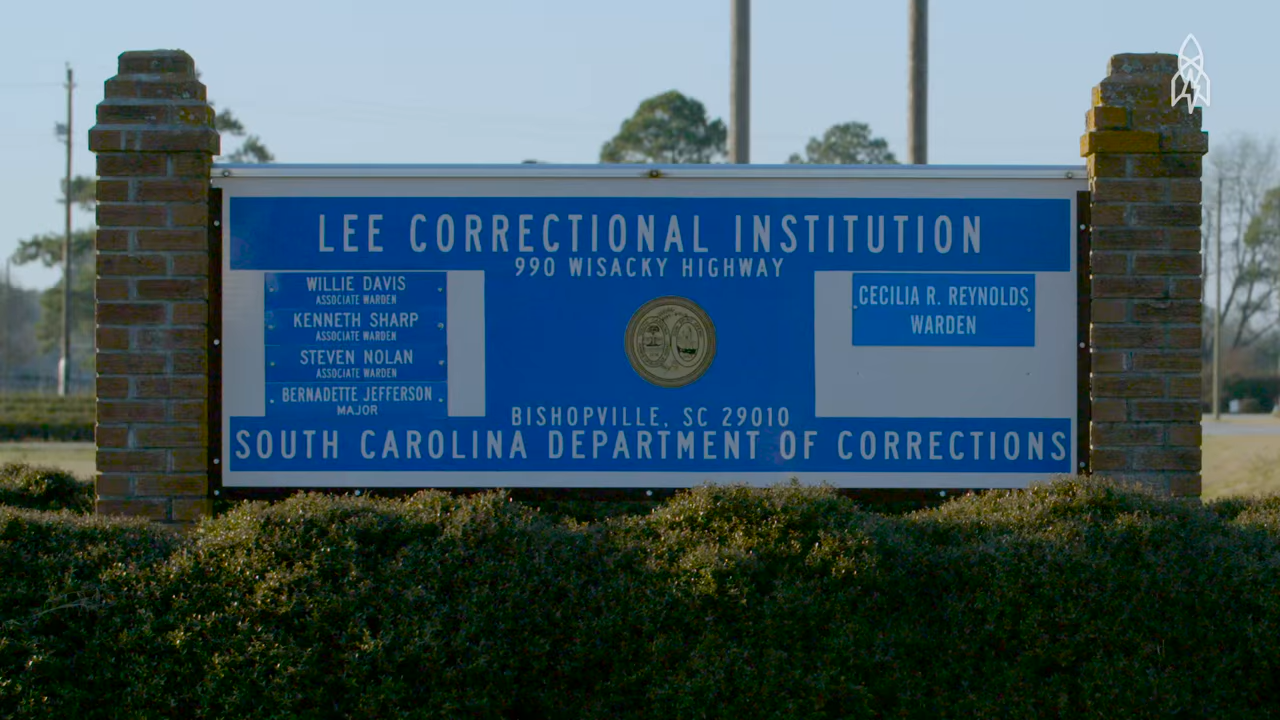 LEE CORRECTIONAL INSTITUTION
990 WISACKY HIGHWAY
WILLIE DAVIS
ASSOCIATE WARDEN
KENNETH SHARP
ASSOCIATE WARDEN
STEVEN NOLAN
ASSOCIATE WARDEN
BERNADETTE JEFFERSON
MAJOR
CECILIA R. REYNOLDS
WARDEN
BISHOPVILLE, SC 29010
SOUTH CAROLINA DEPARTMENT OF CORRECTIONS